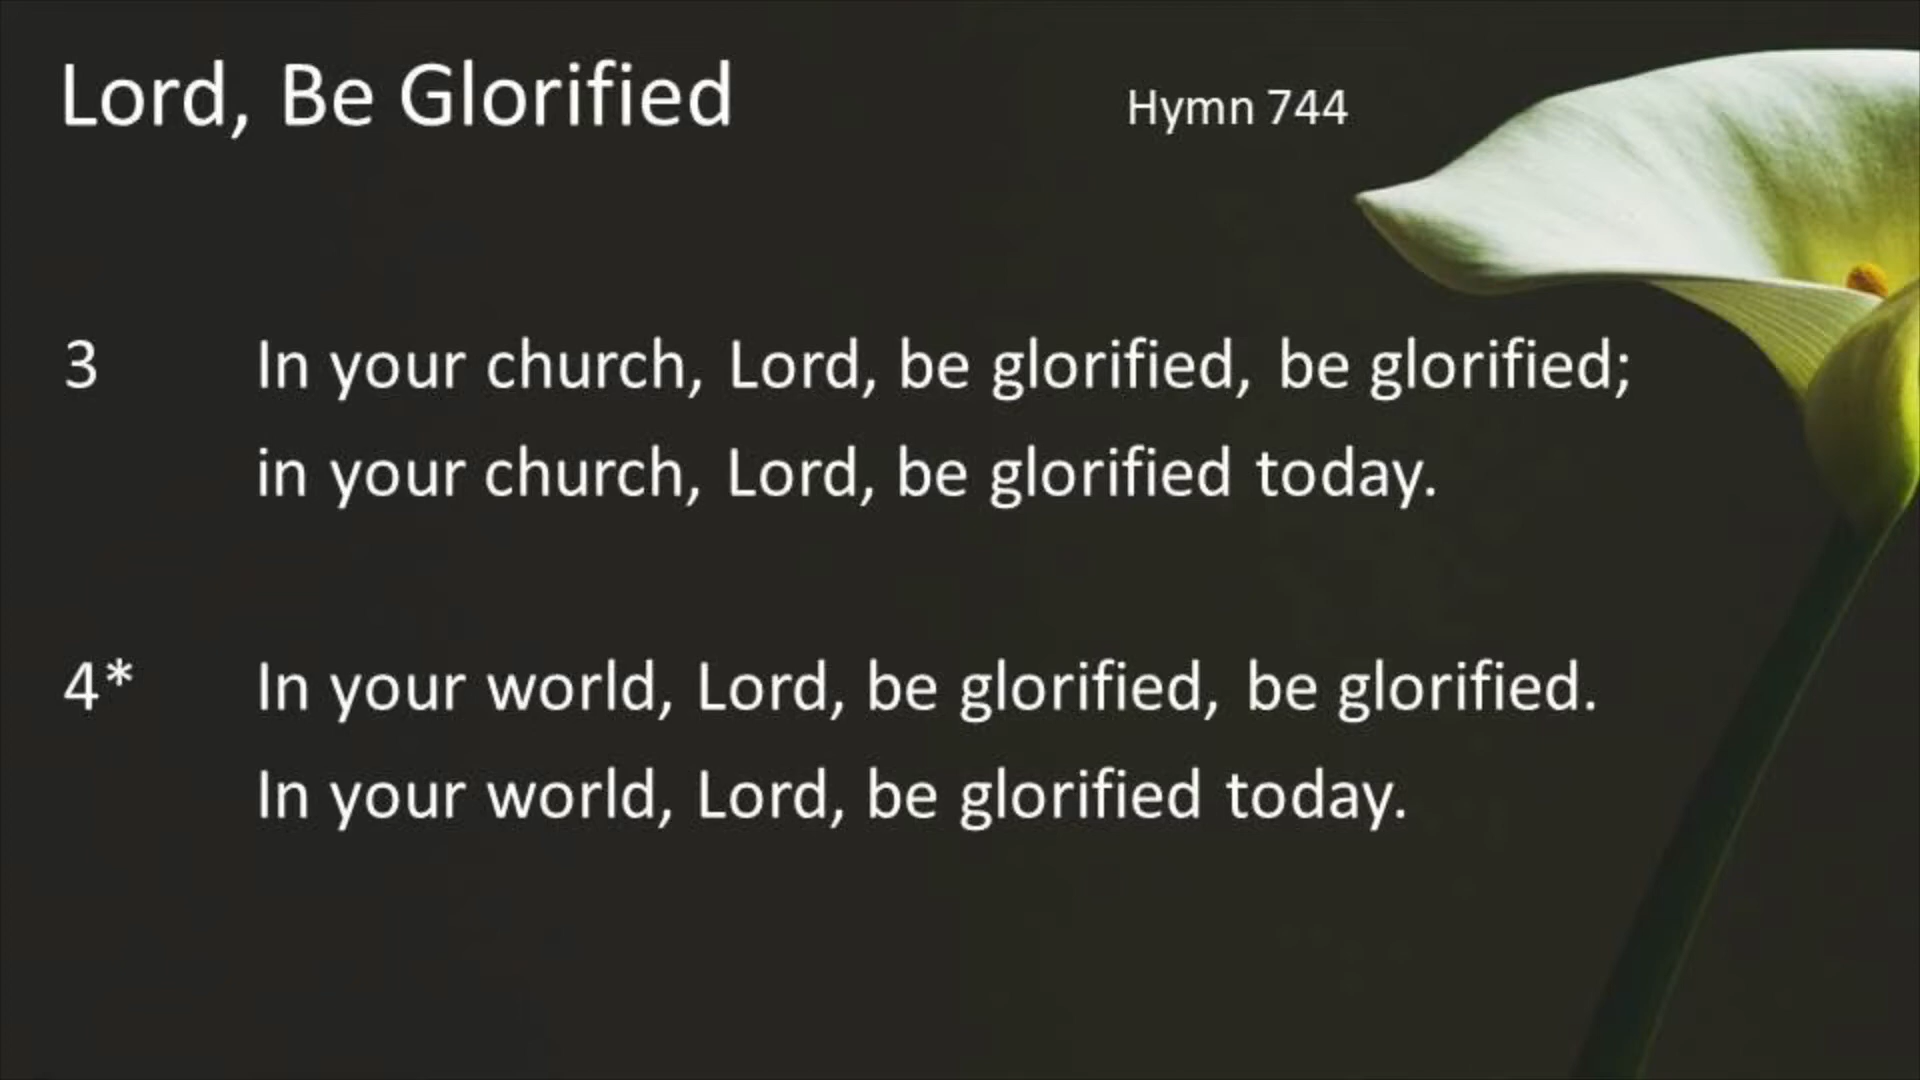 Lord, Be Glorified
Hymn 744
3 In your church, Lord, be glorified, be glorified;
in your church, Lord, be glorified today.
4* In your world, Lord, be glorified, be glorified.
In your world, Lord, be glorified today.